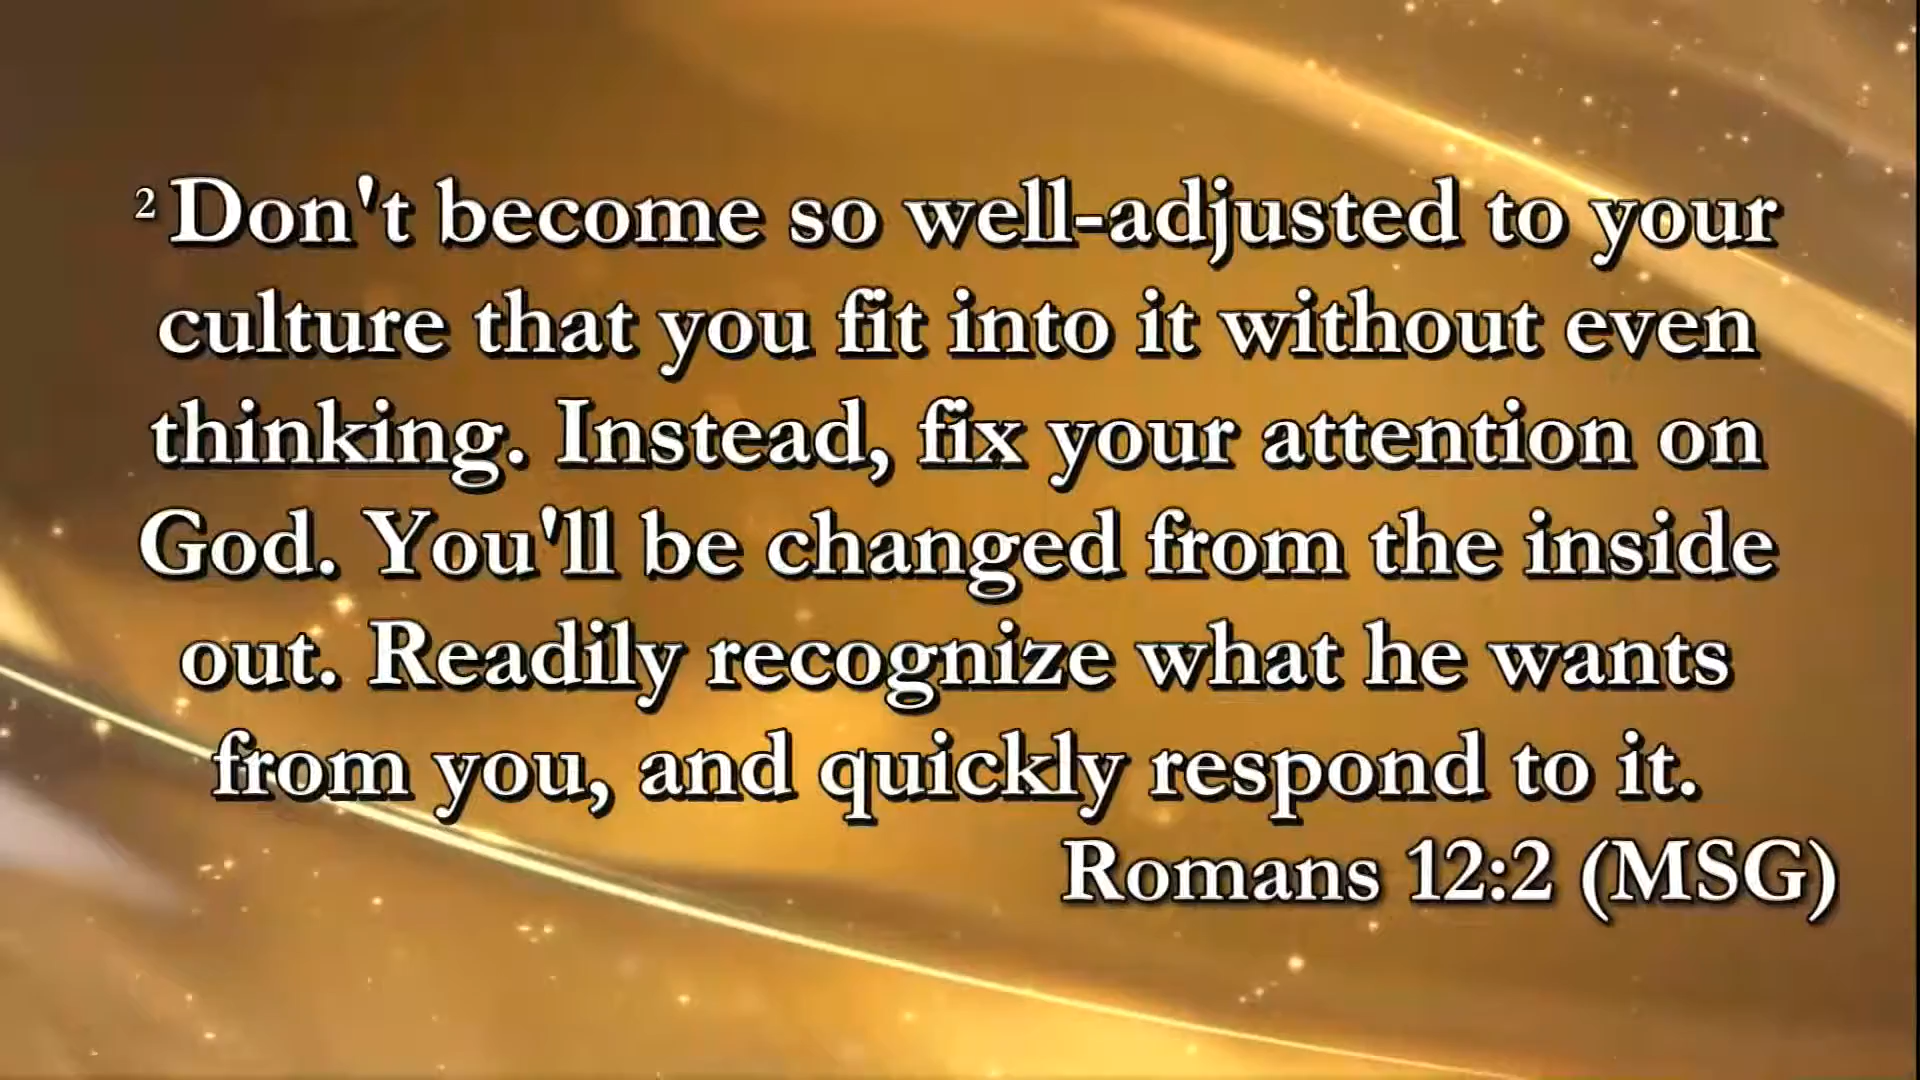 2 Don't become so well-adjusted to your
culture that you fit into it without even
thinking. Instead, fix your attention on
God. You'll be changed from the inside
out. Readily recognize what he wants
from you, and quickly respond to it.
Romans 12:2 (MSG)